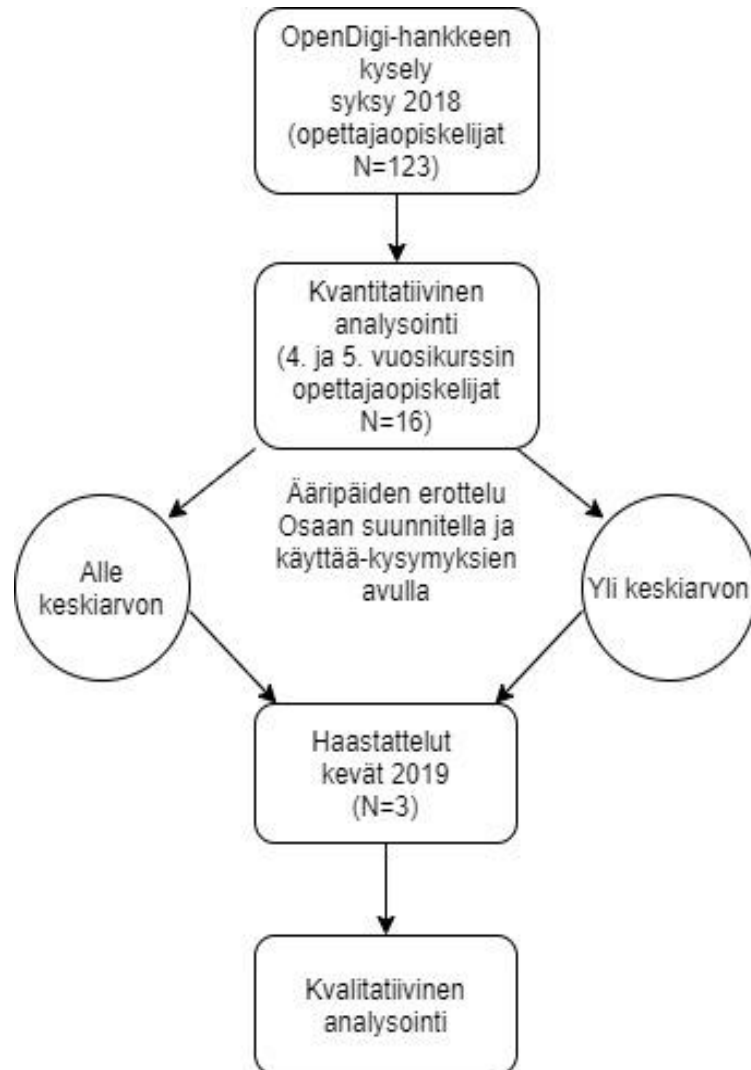 OpenDigi-hankkeen
kysely
syksy 2018
(opettajaopiskelijat
N=123)
Kvantitatiivinen
analysointi
(4. ja 5. vuosikurssin
opettajaopiskelijat
N=16)
Ääripäiden erottelu
Osaan suunnitella ja
käyttää-kysymyksien
avulla
Alle
keskiarvon
Yli keskiarvon
Haastattelut
kevät 2019
(N=3)
Kvalitatiivinen
analysointi